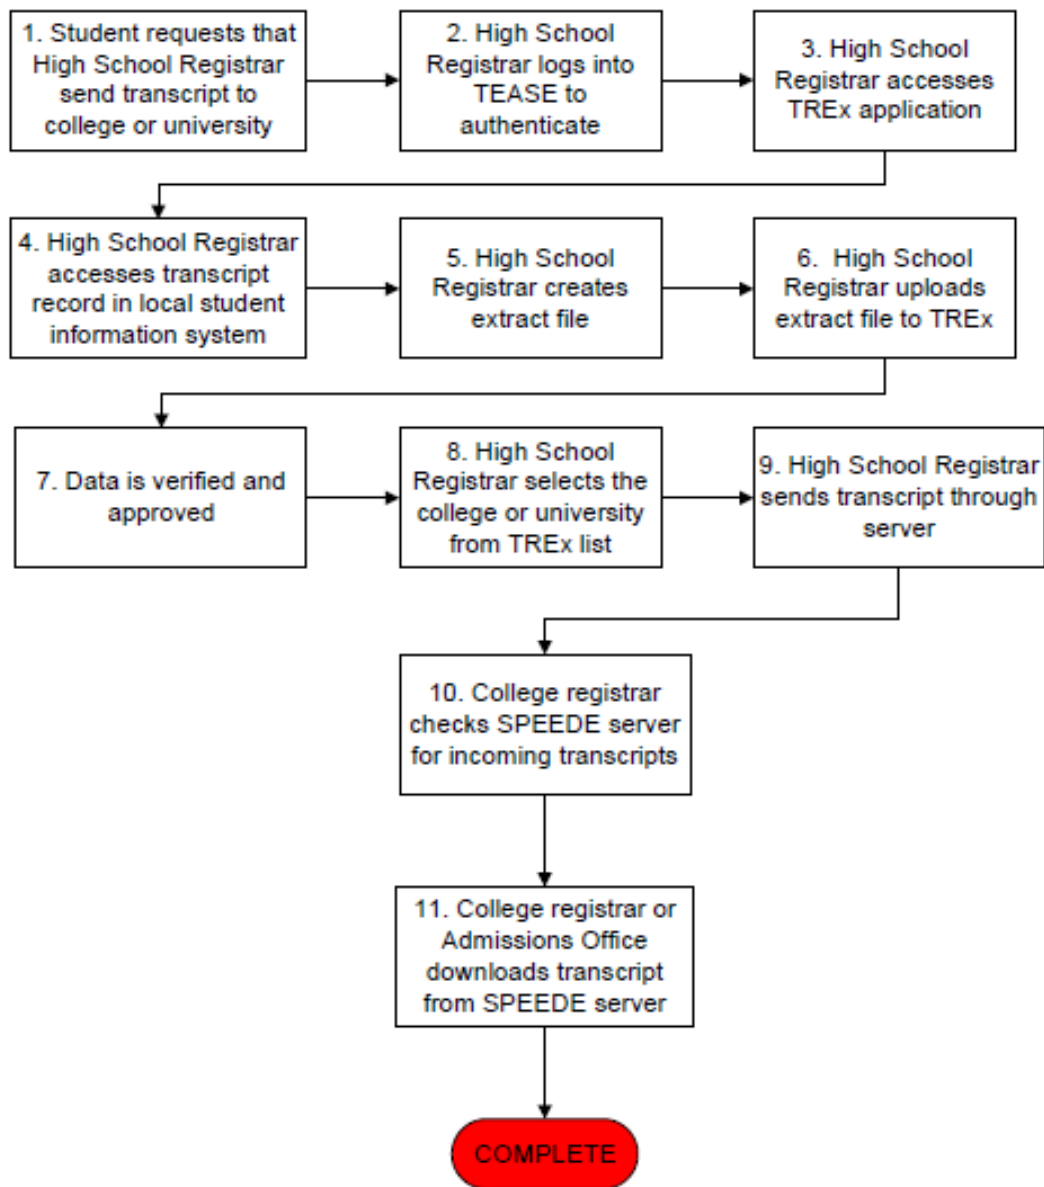 1. Student requests that
High School Registrar
send transcript to
college or university
2. High School
Registrar logs into
TEASE to
authenticate
3. High School
Registrar accesses
TREx application
4. High School Registrar
accesses transcript
record in local student
information system
5. High School
Registrar creates
extract file
6. High School
Registrar uploads
extract file to TREx
7. Data is verified and
approved
8. High School
Registrar selects the
college or university
from TREx list
9. High School Registrar
sends transcript through
server
10. College registrar
checks SPEEDE server
for incoming transcripts
11. College registrar or
Admissions Office
downloads transcript
from SPEEDE server
COMPLETE